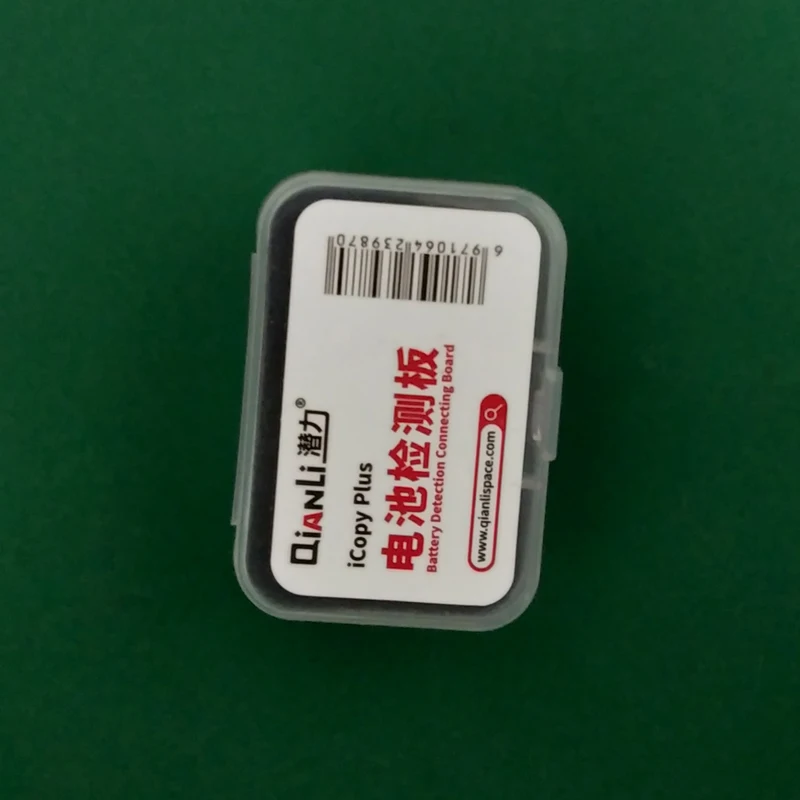 QiANLi 潜力®
iCopy Plus
电池检测板
Battery Detection Connecting Board
www.qianlispace.com
6 971064 239870